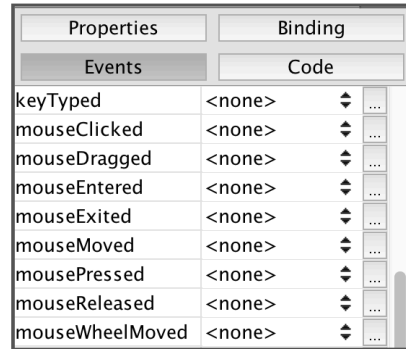 Properties Binding
Events Code
keyTyped <none> ...
mouseClicked <none> ...
mouseDragged <none> ...
mouseEntered <none> ...
mouseExited <none> ...
mouseMoved <none> ...
mousePressed <none> ...
mouseReleased <none> ...
mouseWheelMoved <none> ...